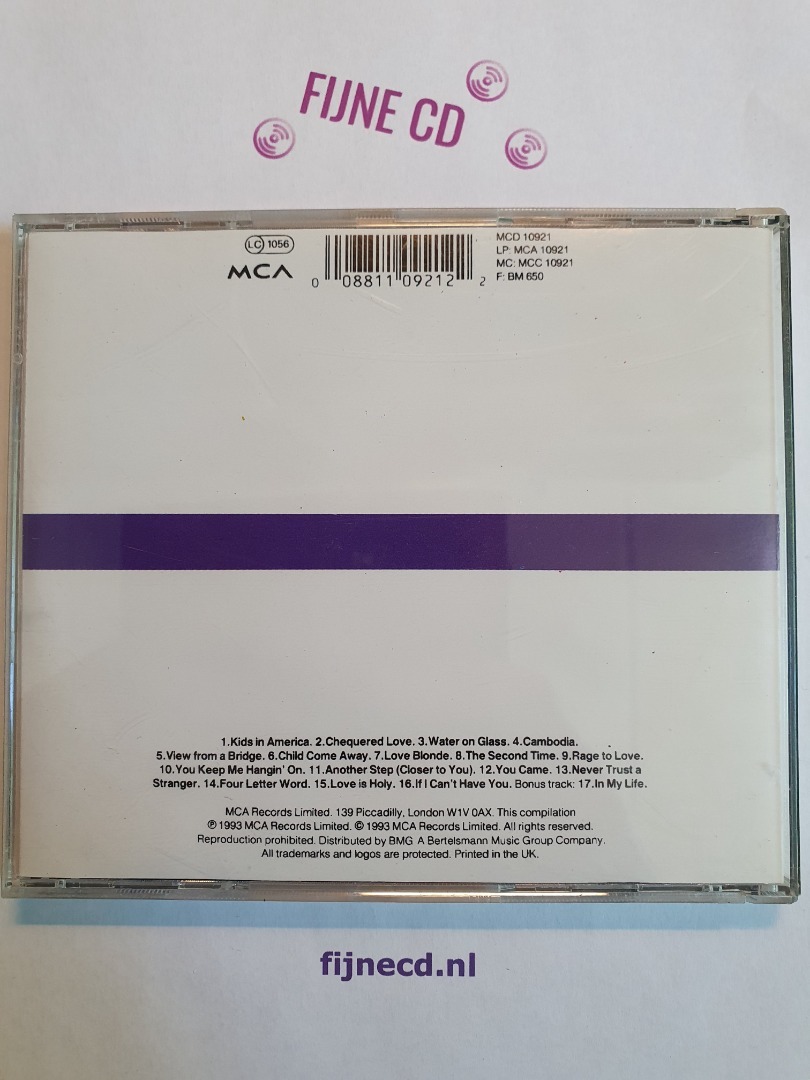 FIJNE CD
LC 1056
MCA
0 08811 09212 2
MCD 10921
LP: MCA 10921
MC: MCC 10921
F: BM 650
1.Kids in America. 2.Chequered Love. 3.Water on Glass. 4.Cambodia.
5.View from a Bridge. 6.Child Come Away. 7.Love Blonde. 8.The Second Time. 9.Rage to Love.
10.You Keep Me Hangin' On. 11.Another Step (Closer to You). 12.You Came. 13.Never Trust a
Stranger. 14.Four Letter Word. 15.Love is Holy. 16.If I Can't Have You. Bonus track: 17.In My Life.
MCA Records Limited. 139 Piccadilly, London W1V 0AX. This compilation
℗ 1993 MCA Records Limited. © 1993 MCA Records Limited. All rights reserved.
Reproduction prohibited. Distributed by BMG A Bertelsmann Music Group Company.
All trademarks and logos are protected. Printed in the UK.
fijnecd.nl